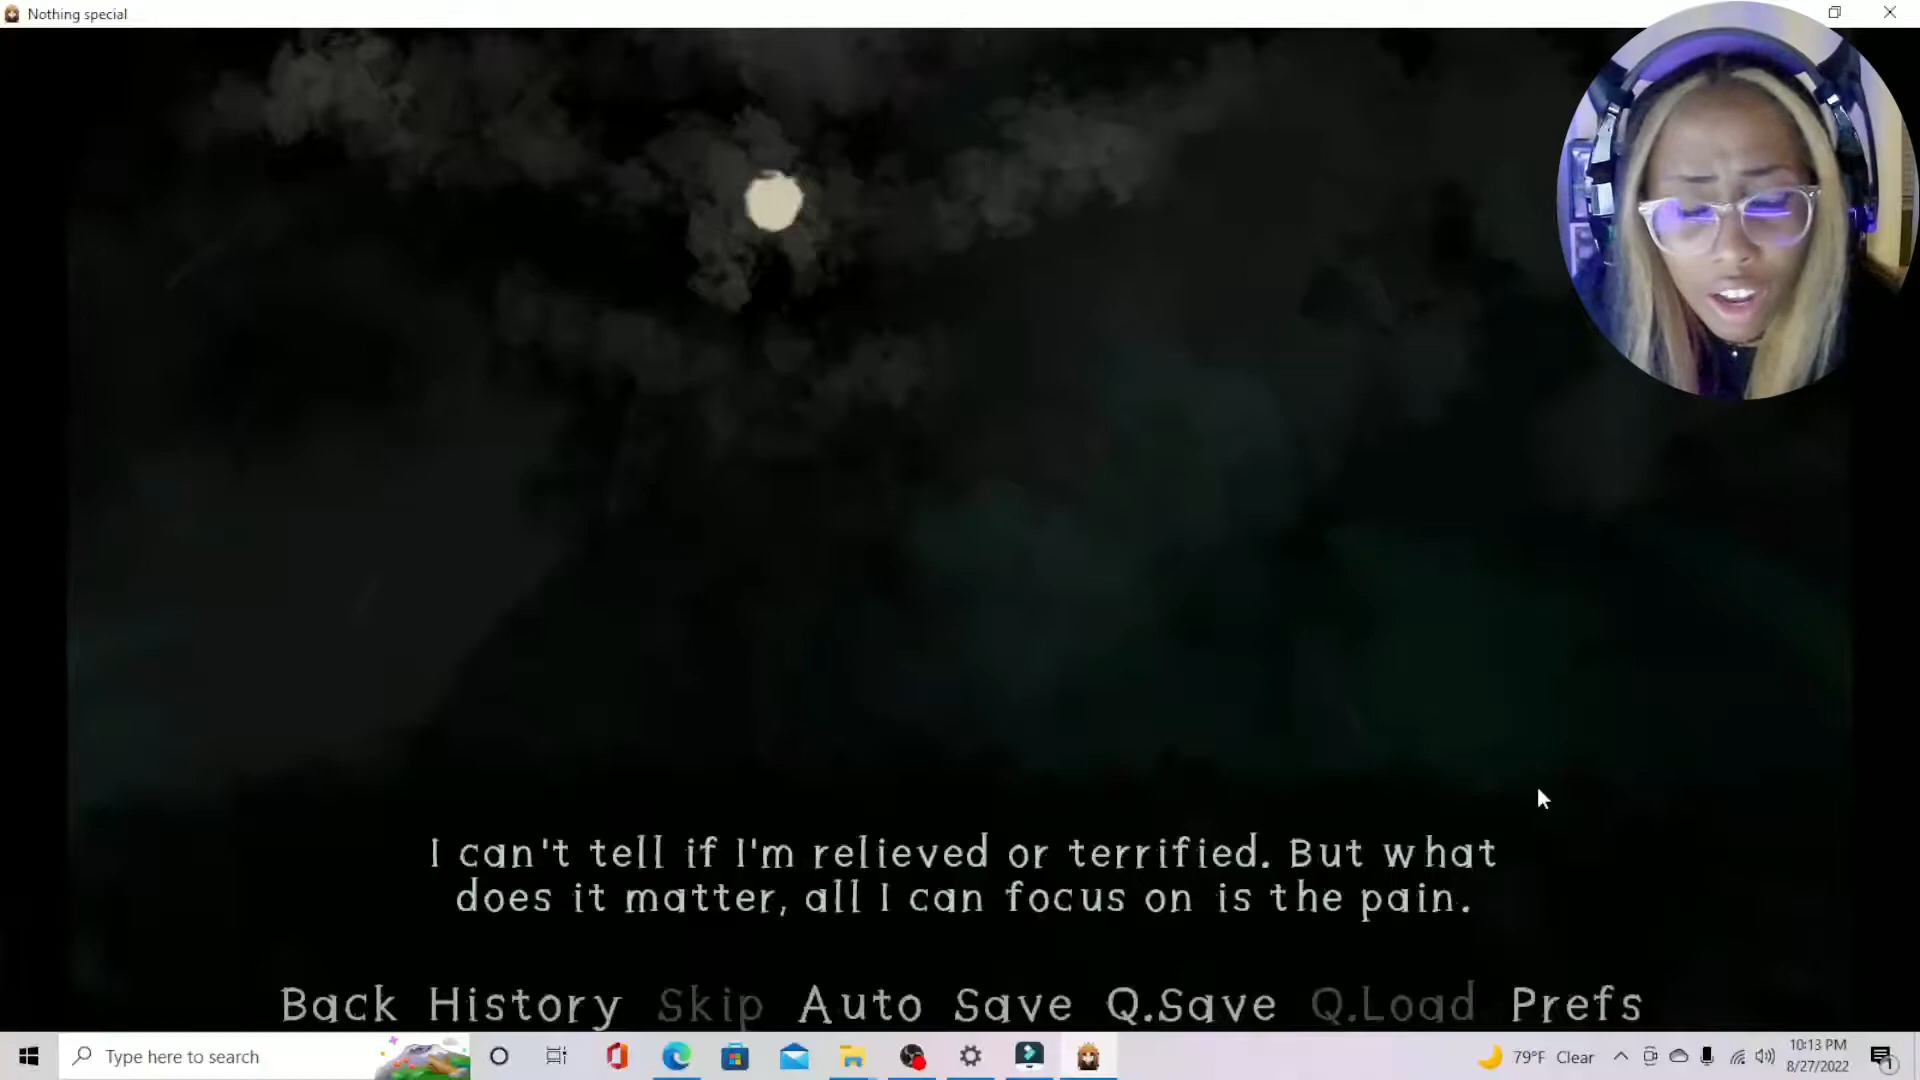 Nothing special
I can't tell if I'm relieved or terrified. But what
does it matter, all I can focus on is the pain.
Back History Skip Auto Save Q.Save Q.Load Prefs
Type here to search
79°F Clear
10:13 PM
8/27/2022
1